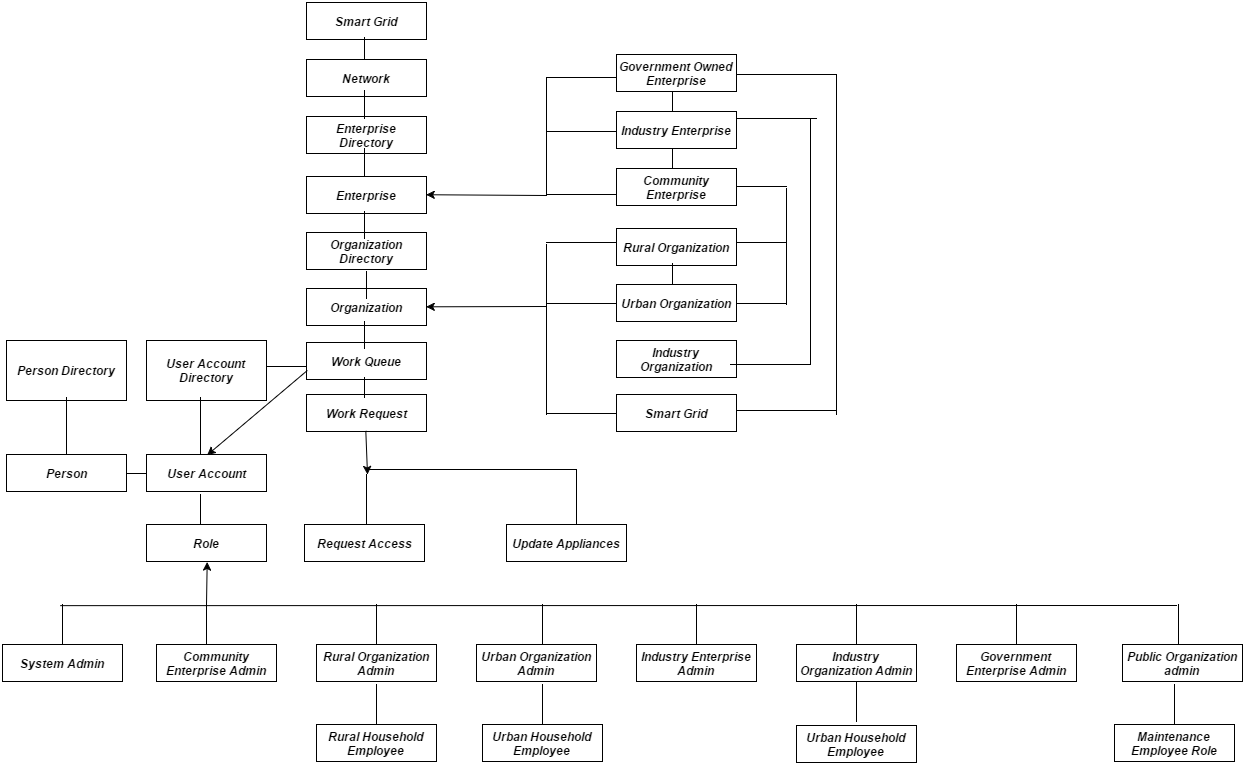 Smart Grid
Network
Enterprise
Directory
Enterprise
Organization
Directory
Organization
Work Queue
Work Request
Government Owned
Enterprise
Industry Enterprise
Community
Enterprise
Rural Organization
Urban Organization
Industry
Organization
Smart Grid
Person Directory
User Account
Directory
Person
User Account
Role
Request Access
Update Appliances
System Admin
Community
Enterprise Admin
Rural Organization
Admin
Urban Organization
Admin
Industry Enterprise
Admin
Industry
Organization Admin
Government
Enterprise Admin
Public Organization
admin
Rural Household
Employee
Urban Household
Employee
Urban Household
Employee
Maintenance
Employee Role